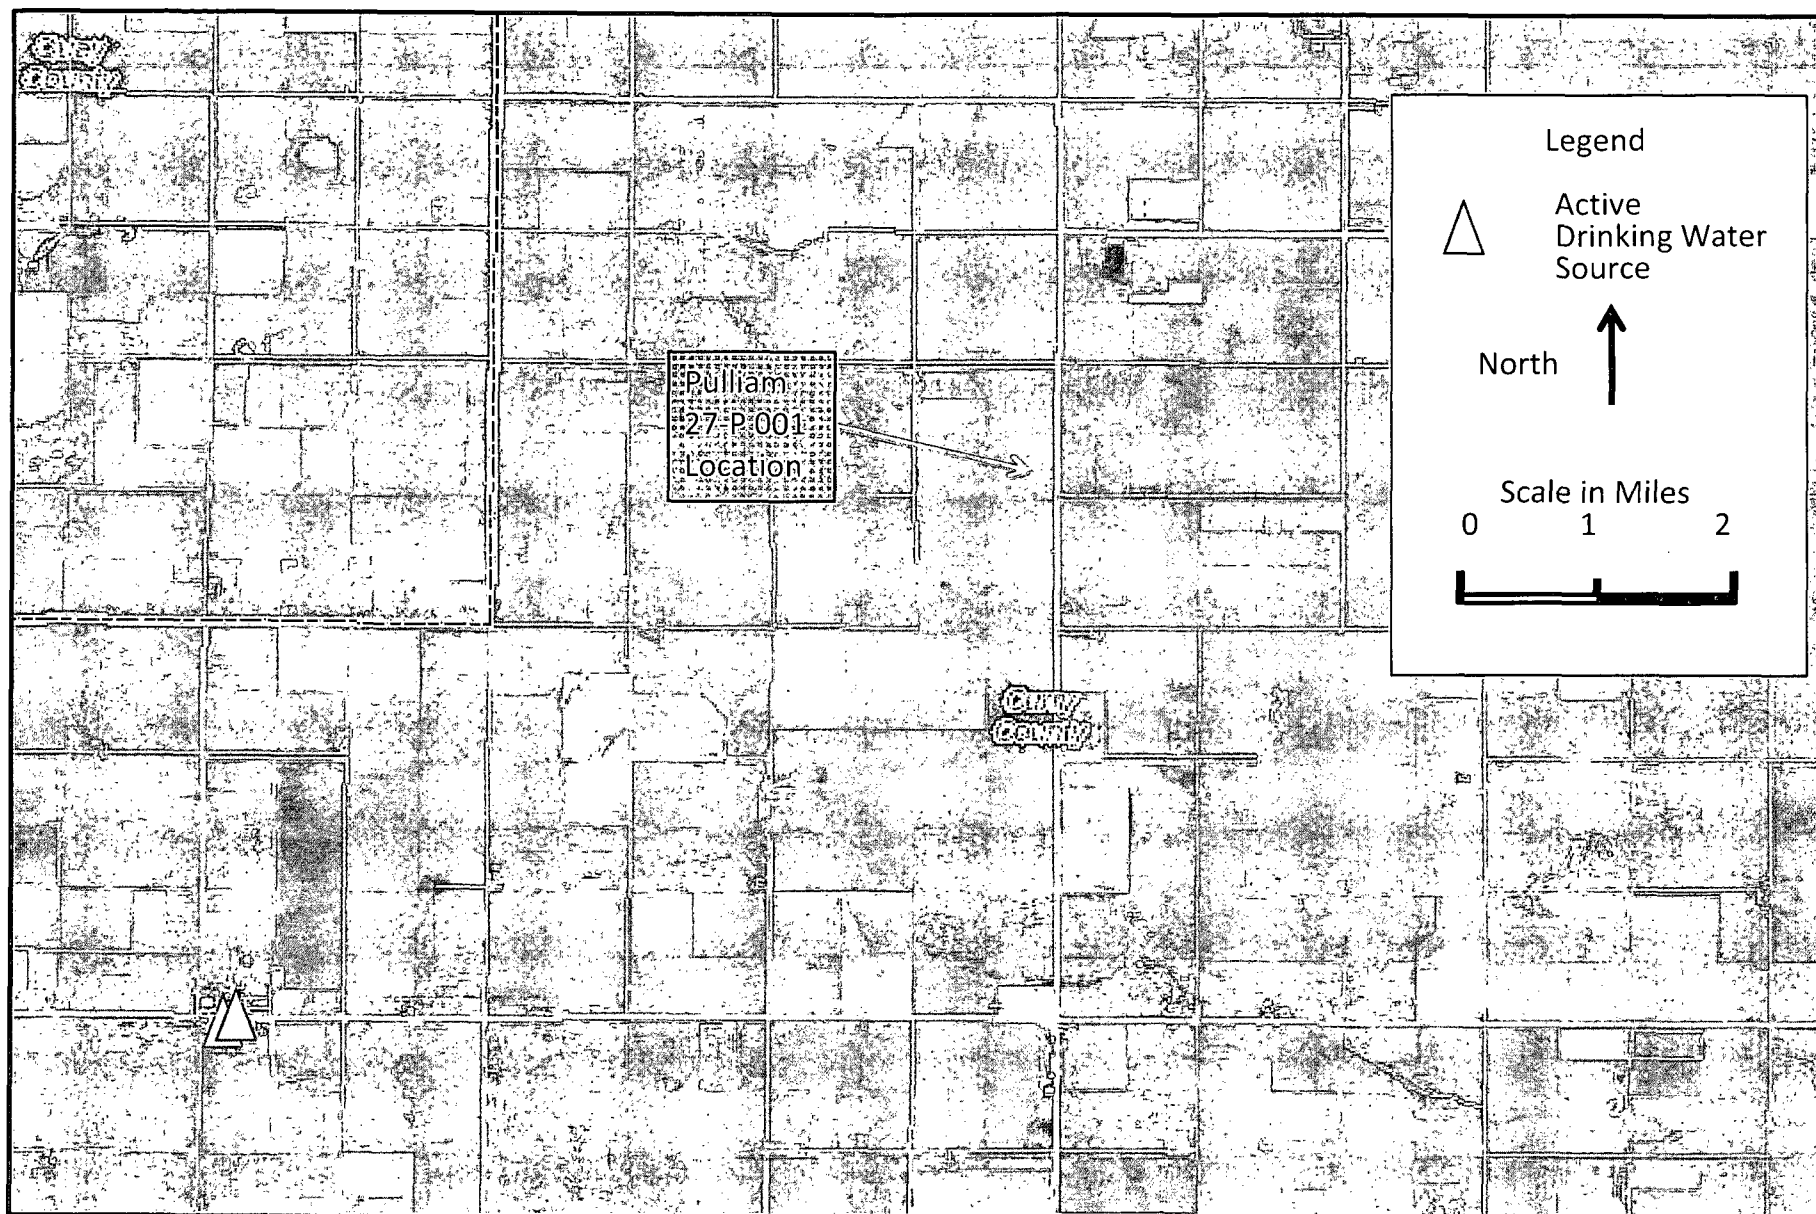 Quay
County
Legend
Active
Drinking Water
Source
North
Pulliam
27-P 001
Location
Scale in Miles
0 1 2
Curry
County